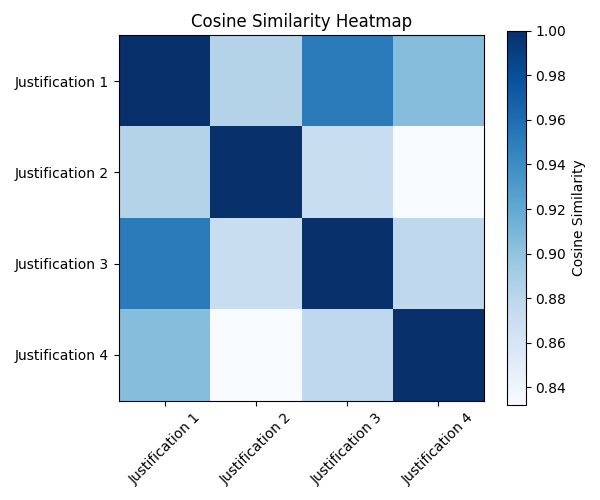 Cosine Similarity Heatmap
Justification 1
Justification 2
Justification 3
Justification 4
Justification 1
Justification 2
Justification 3
Justification 4
1.00
0.98
0.96
0.94
0.92
0.90
0.88
0.86
0.84
Cosine Similarity